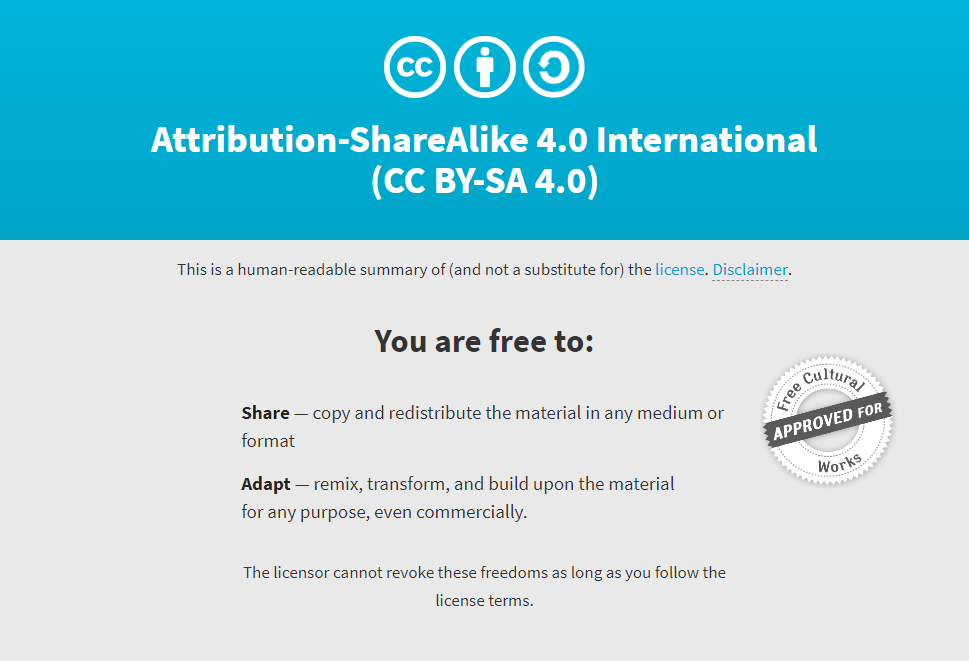 cc
Attribution-ShareAlike 4.0 International
(CC BY-SA 4.0)
This is a human-readable summary of (and not a substitute for) the license. Disclaimer.
You are free to:
Share — copy and redistribute the material in any medium or
format
Adapt — remix, transform, and build upon the material
for any purpose, even commercially.
Free Cultural
APPROVED FOR
Works
The licensor cannot revoke these freedoms as long as you follow the
license terms.